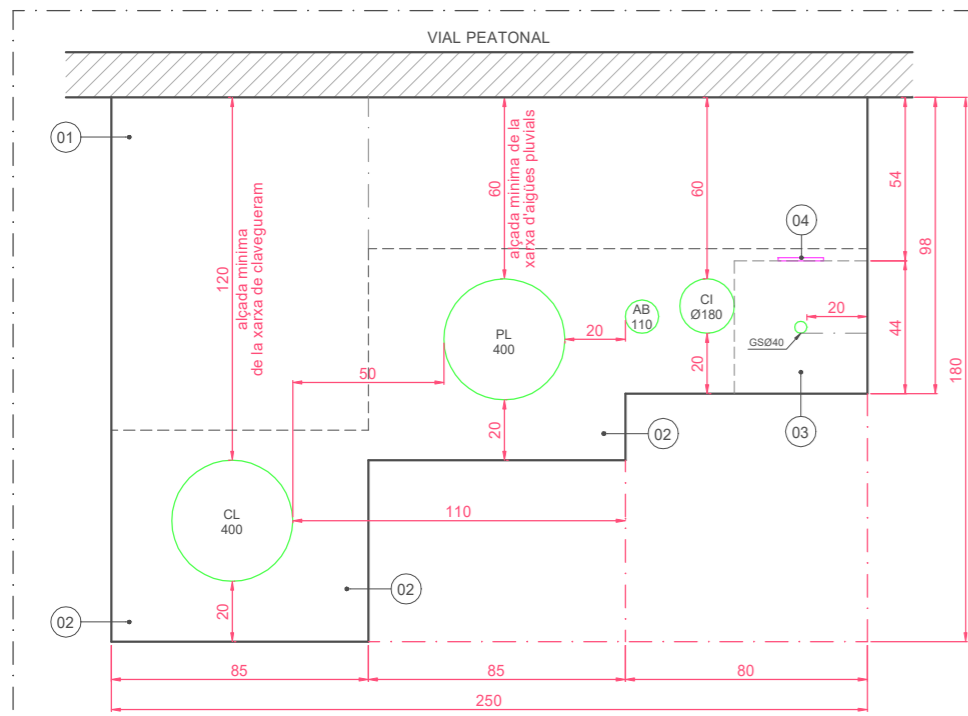 VIAL PEATONAL
01
120
alçada mínima
de la xarxa de clavegueram
60
alçada mínima de la
xarxa d'aigües pluvials
60
54
98
04
AB
110
CI
Ø180
20
44
180
PL
400
20
GSØ40
50
20
20
02
03
CL
400
110
02
20
02
85
85
80
250